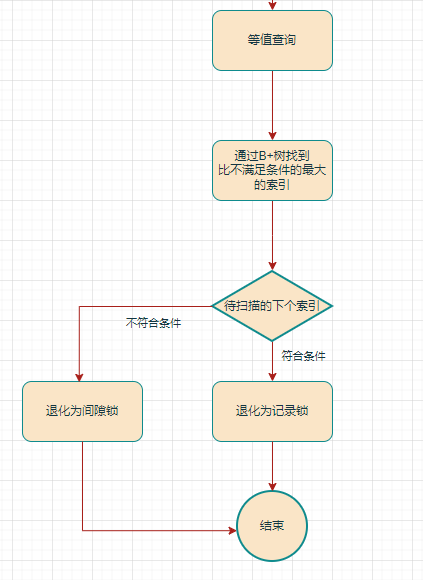 等值查询
通过B+树找到
比不满足条件的最大
的索引
待扫描的下个索引
不符合条件
符合条件
退化为间隙锁
退化为记录锁
结束